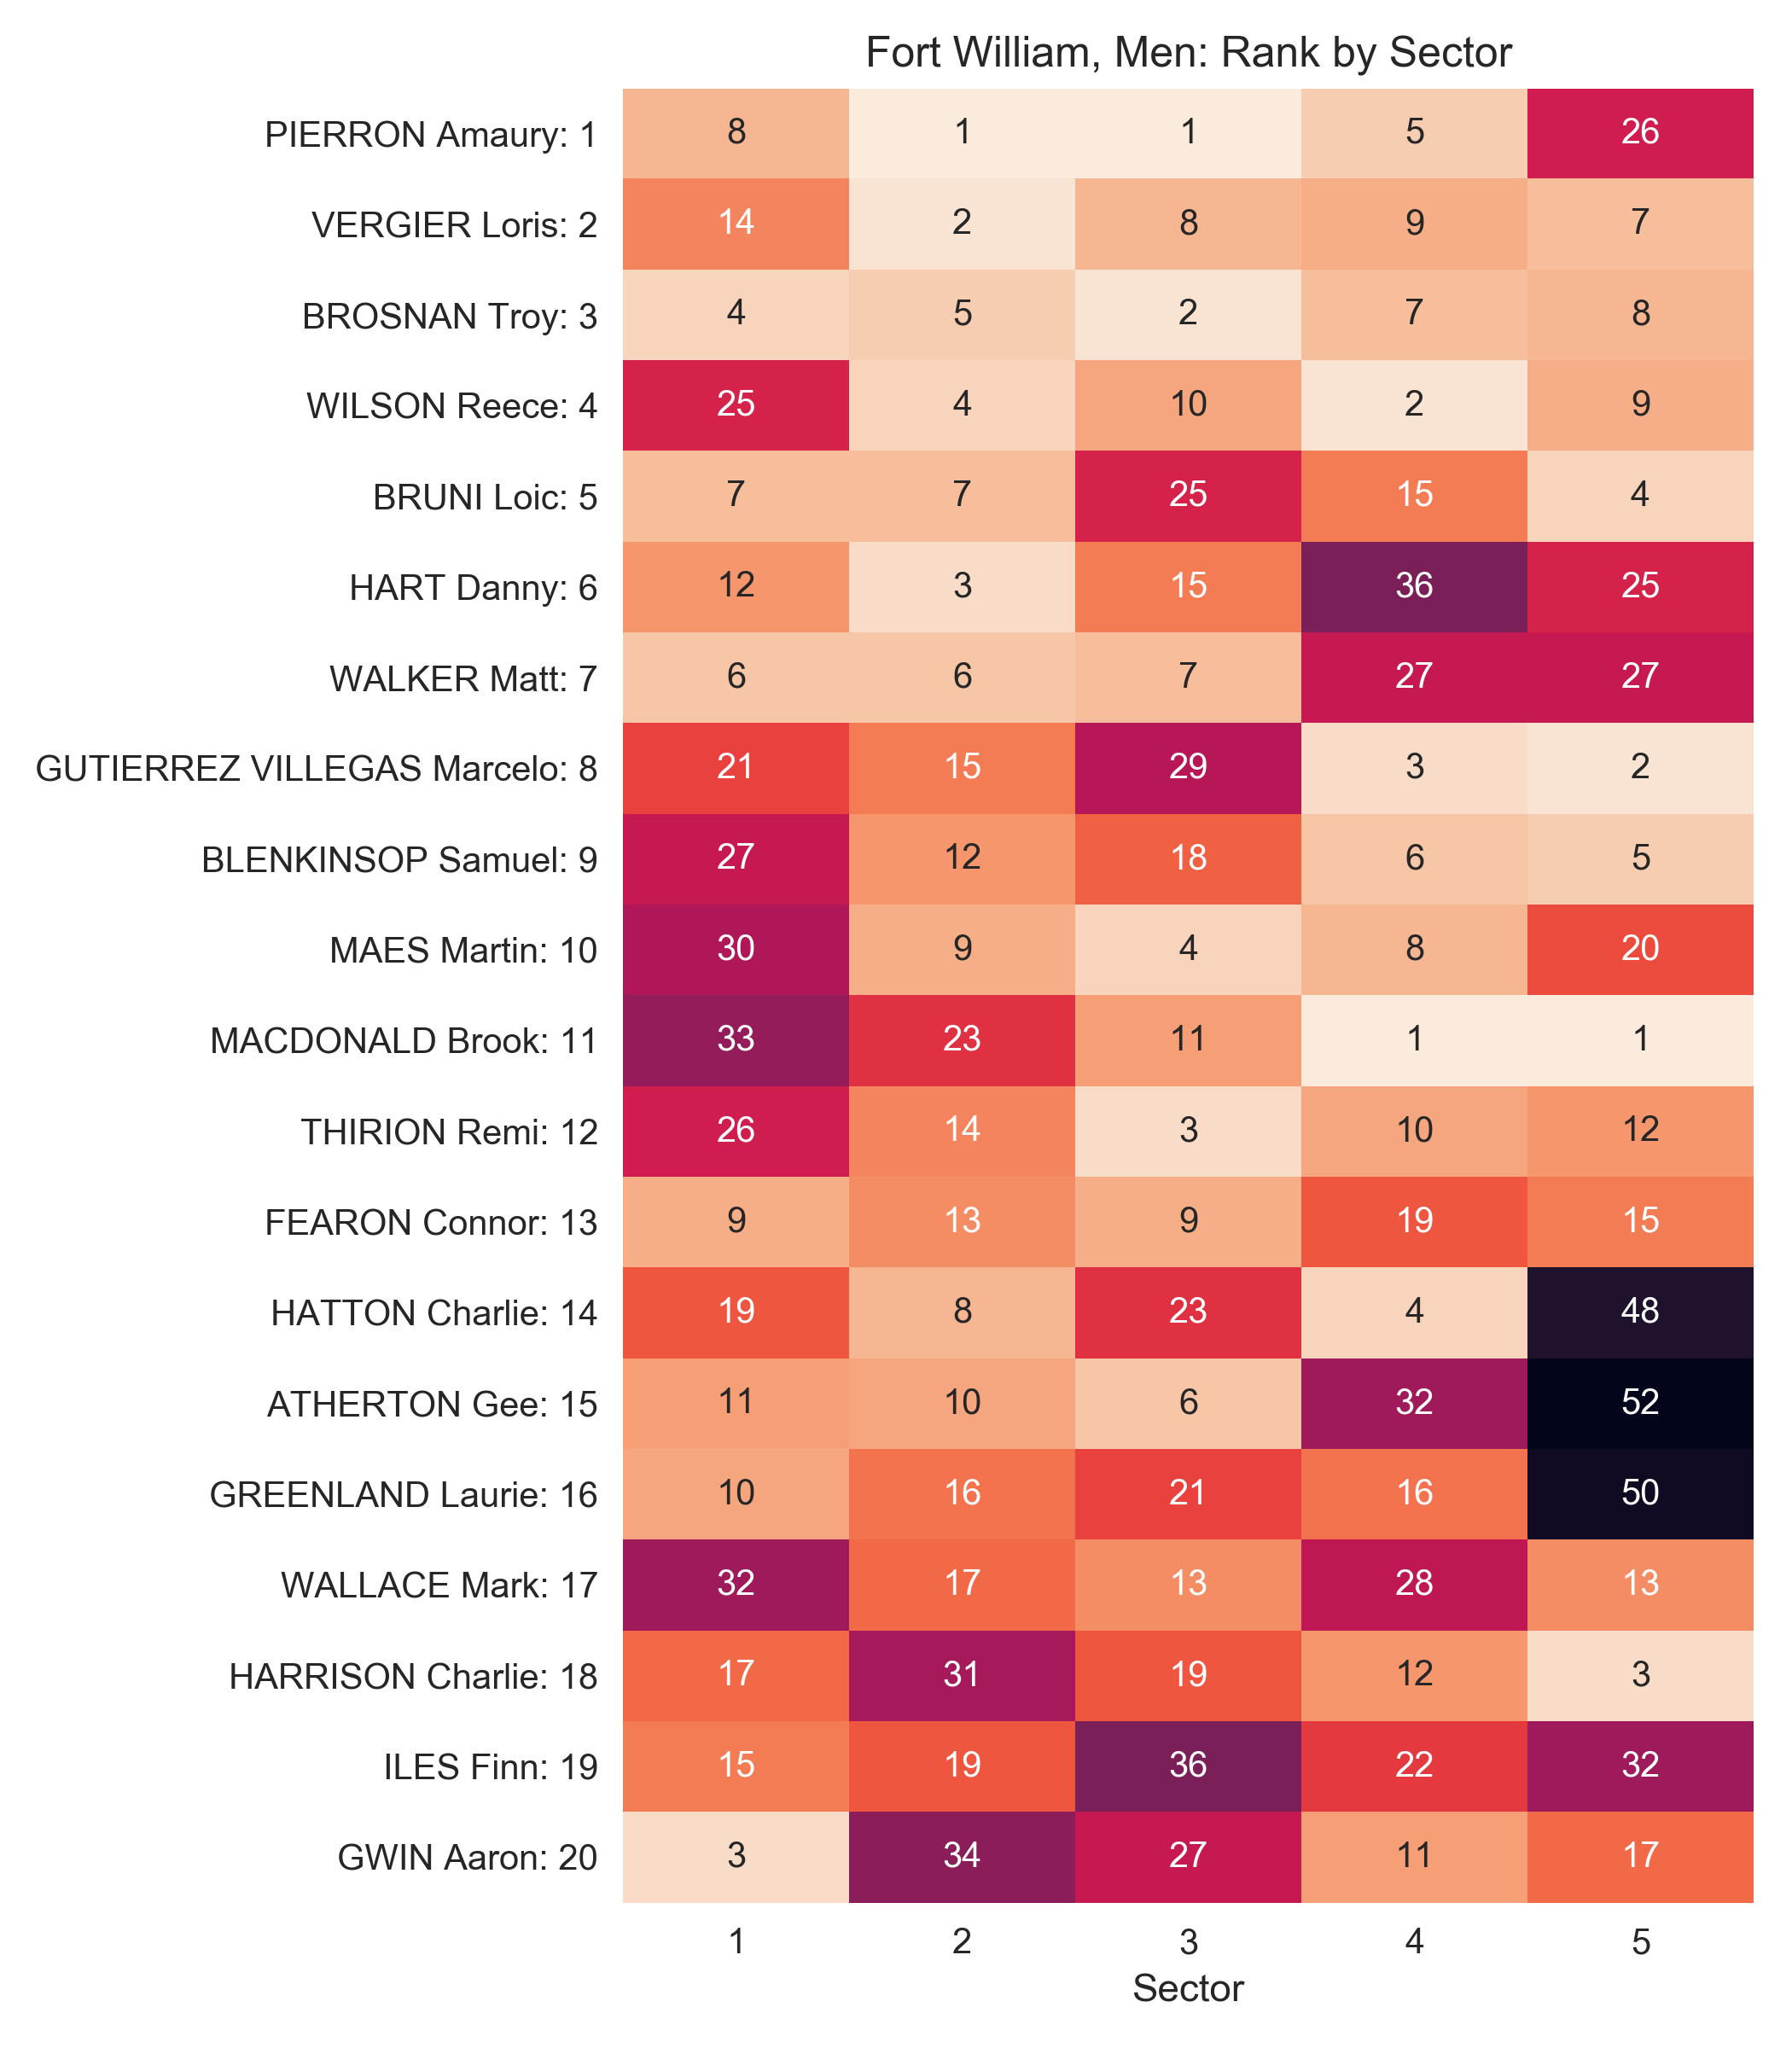 Fort William, Men: Rank by Sector
PIERRON Amaury: 1 8 1 1 5 26
VERGIER Loris: 2 14 2 8 9 7
BROSNAN Troy: 3 4 5 2 7 8
WILSON Reece: 4 25 4 10 2 9
BRUNI Loic: 5 7 7 25 15 4
HART Danny: 6 12 3 15 36 25
WALKER Matt: 7 6 6 7 27 27
GUTIERREZ VILLEGAS Marcelo: 8 21 15 29 3 2
BLENKINSOP Samuel: 9 27 12 18 6 5
MAES Martin: 10 30 9 4 8 20
MACDONALD Brook: 11 33 23 11 1 1
THIRION Remi: 12 26 14 3 10 12
FEARON Connor: 13 9 13 9 19 15
HATTON Charlie: 14 19 8 23 4 48
ATHERTON Gee: 15 11 10 6 32 52
GREENLAND Laurie: 16 10 16 21 16 50
WALLACE Mark: 17 32 17 13 28 13
HARRISON Charlie: 18 17 31 19 12 3
ILES Finn: 19 15 19 36 22 32
GWIN Aaron: 20 3 34 27 11 17
1 2 3 4 5
Sector